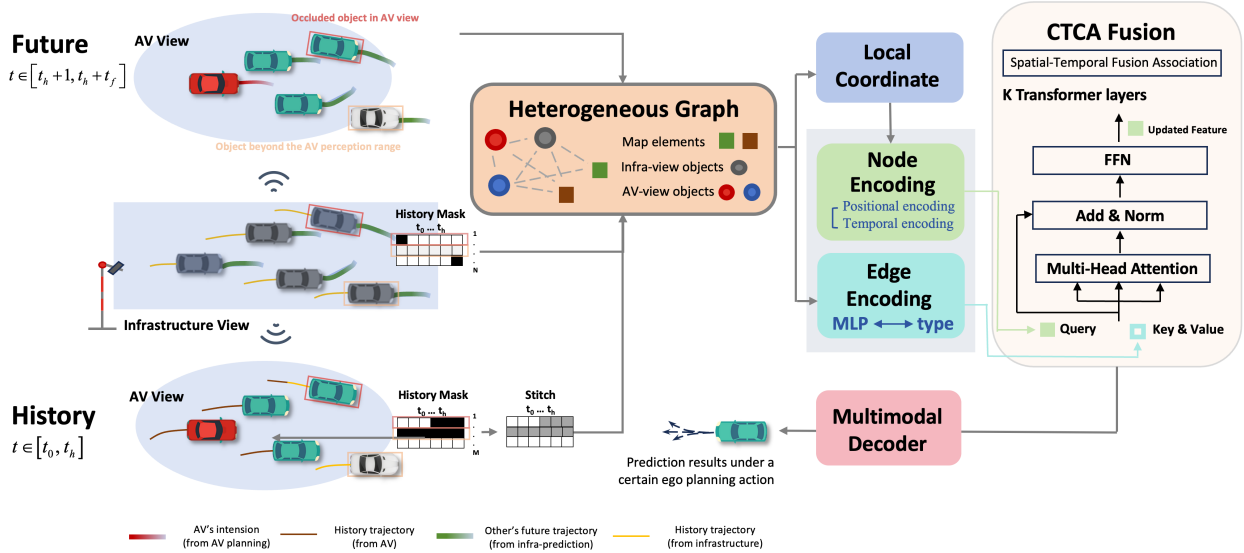 Future
t ∈ [t_h + 1, t_h + t_f]
AV View
Occluded object in AV view
Object beyond the AV perception range
History Mask
t_0 ... t_h
1
.
.
N
Infrastructure View
History
t ∈ [t_0, t_h]
AV View
History Mask
t_0 ... t_h
1
.
.
M
Stitch
t_0 ... t_h
Heterogeneous Graph
Map elements
Infra-view objects
AV-view objects
Local
Coordinate
Node
Encoding
Positional encoding
Temporal encoding
Edge
Encoding
MLP
type
CTCA Fusion
Spatial-Temporal Fusion Association
K Transformer layers
Updated Feature
FFN
Add & Norm
Multi-Head Attention
Query
Key & Value
Multimodal
Decoder
Prediction results under a
certain ego planning action
AV's intension
(from AV planning)
History trajectory
(from AV)
Other's future trajectory
(from infra-prediction)
History trajectory
(from infrastructure)